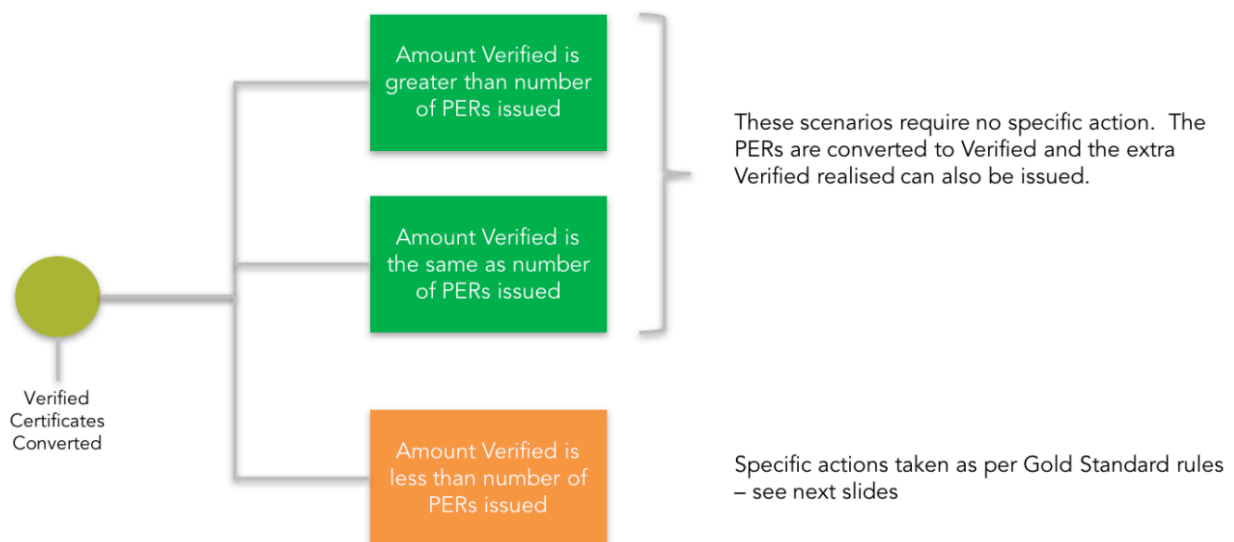 Amount Verified is
greater than number
of PERs issued
These scenarios require no specific action.  The
PERs are converted to Verified and the extra
Verified realised can also be issued.
Amount Verified is
the same as number
of PERs issued
Verified
Certificates
Converted
Amount Verified is
less than number of
PERs issued
Specific actions taken as per Gold Standard rules
– see next slides